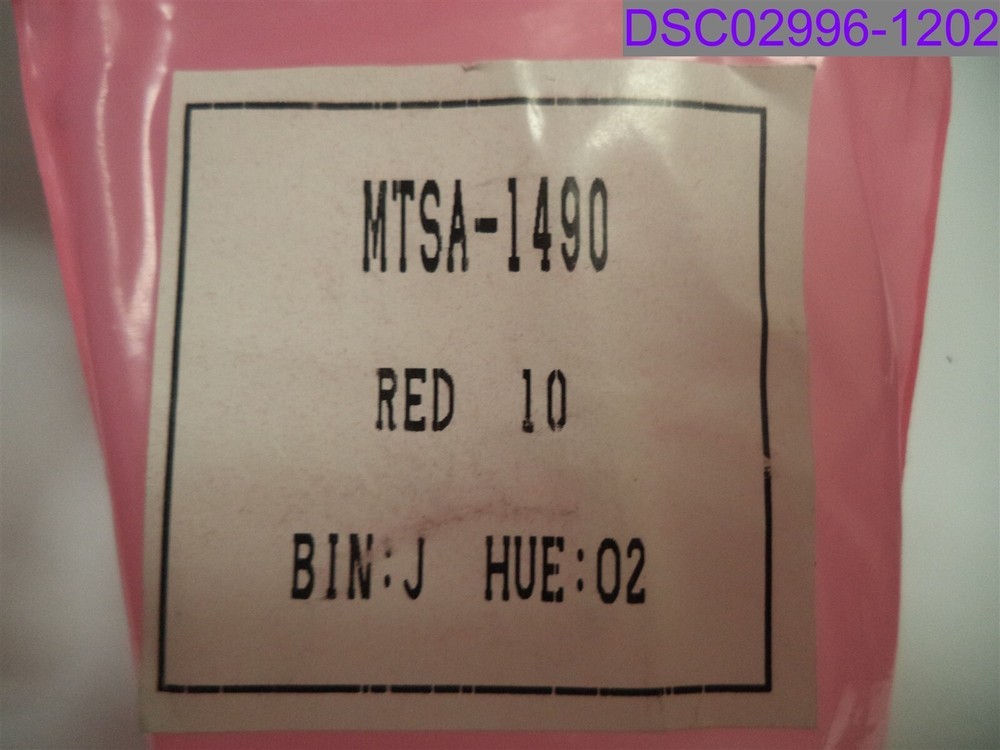 DSC02996-1202
MTSA-1490
RED 10
BIN:J HUE:02